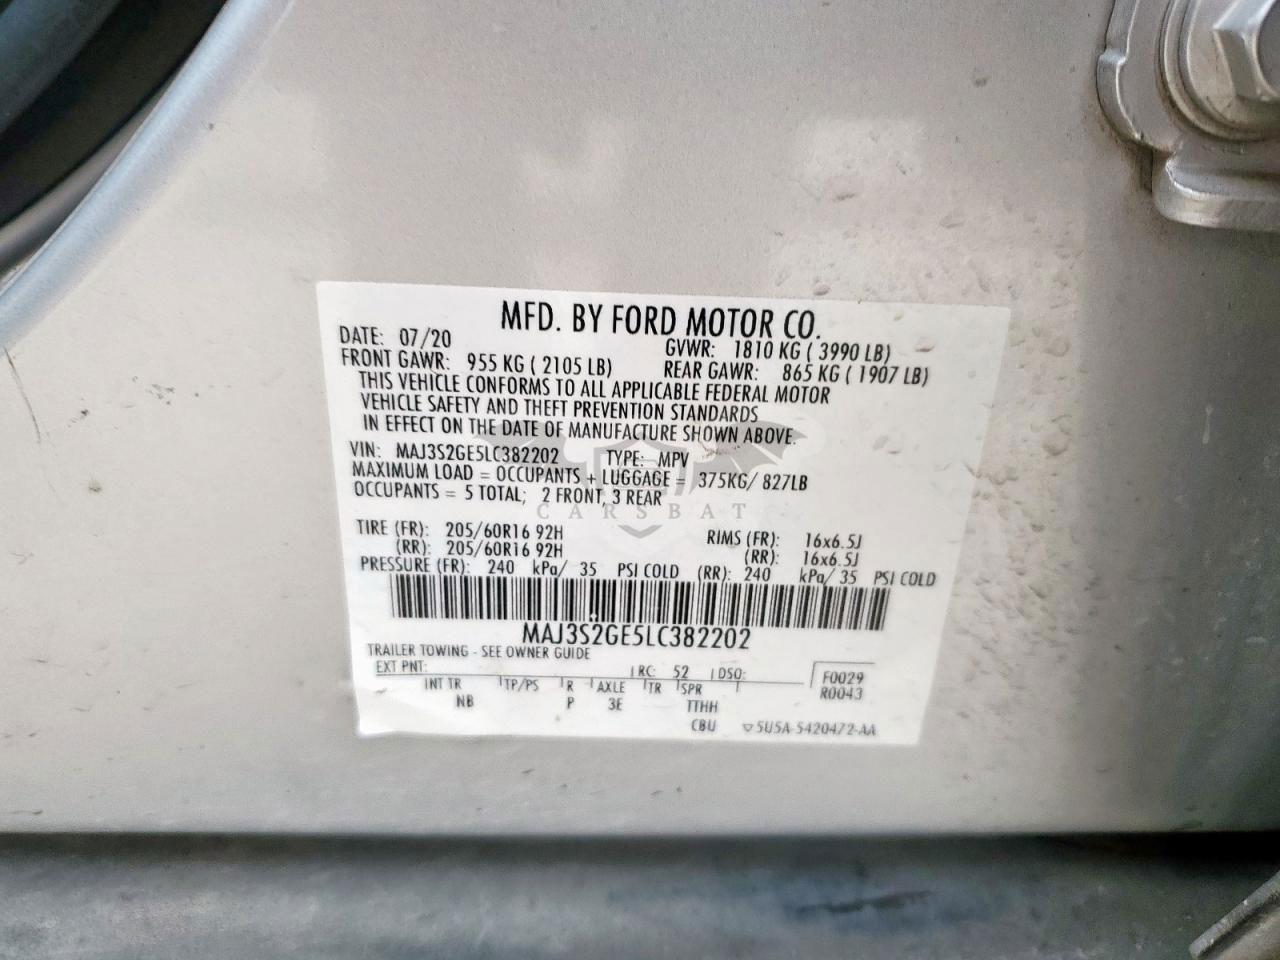 MFD. BY FORD MOTOR CO.
DATE: 07/20 GVWR: 1810 KG ( 3990 LB)
FRONT GAWR: 955 KG ( 2105 LB) REAR GAWR: 865 KG ( 1907 LB)
THIS VEHICLE CONFORMS TO ALL APPLICABLE FEDERAL MOTOR
VEHICLE SAFETY AND THEFT PREVENTION STANDARDS
IN EFFECT ON THE DATE OF MANUFACTURE SHOWN ABOVE.
VIN: MAJ3S2GE5LC382202 TYPE: MPV
MAXIMUM LOAD = OCCUPANTS + LUGGAGE = 375KG/ 827LB
OCCUPANTS = 5 TOTAL; 2 FRONT, 3 REAR
CARSBAT
TIRE (FR): 205/60R16 92H RIMS (FR): 16x6.5J
(RR): 205/60R16 92H (RR): 16x6.5J
PRESSURE (FR): 240 kPa/ 35 PSI COLD (RR): 240 kPa/ 35 PSI COLD
MAJ3S2GE5LC382202
TRAILER TOWING - SEE OWNER GUIDE
EXT PNT: RC: 52 DSO: F0029
INT TR TP/PS R AXLE TR SPR R0043
NB P 3E TTHH
CBU 5U5A-5420472-AA